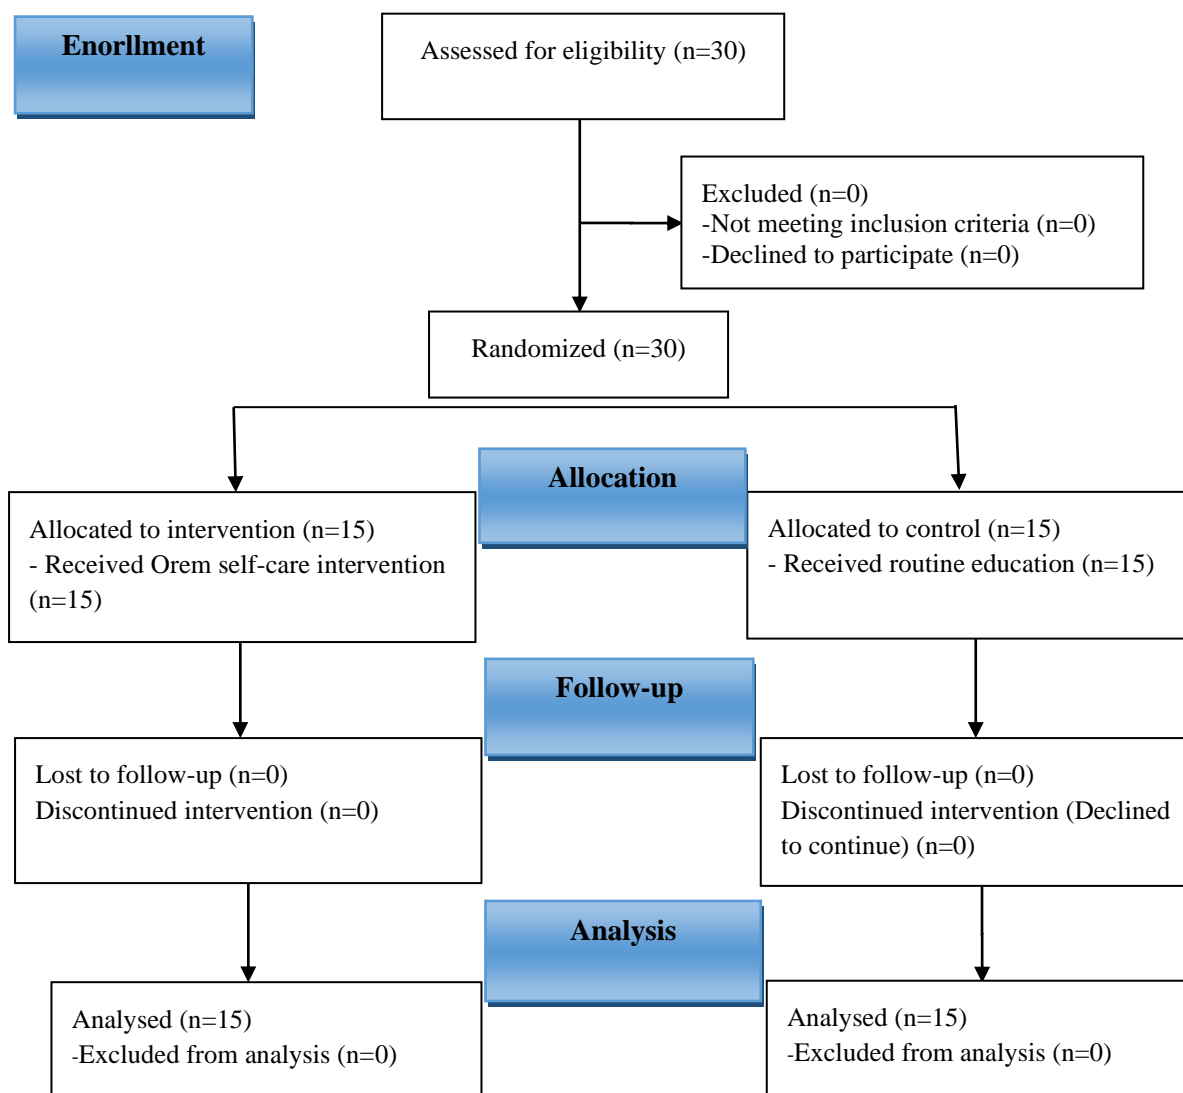 Enorllment
Assessed for eligibility (n=30)
Excluded (n=0)
-Not meeting inclusion criteria (n=0)
-Declined to participate (n=0)
Randomized (n=30)
Allocation
Allocated to intervention (n=15)
- Received Orem self-care intervention
(n=15)
Allocated to control (n=15)
- Received routine education (n=15)
Follow-up
Lost to follow-up (n=0)
Discontinued intervention (n=0)
Lost to follow-up (n=0)
Discontinued intervention (Declined
to continue) (n=0)
Analysis
Analysed (n=15)
-Excluded from analysis (n=0)
Analysed (n=15)
-Excluded from analysis (n=0)